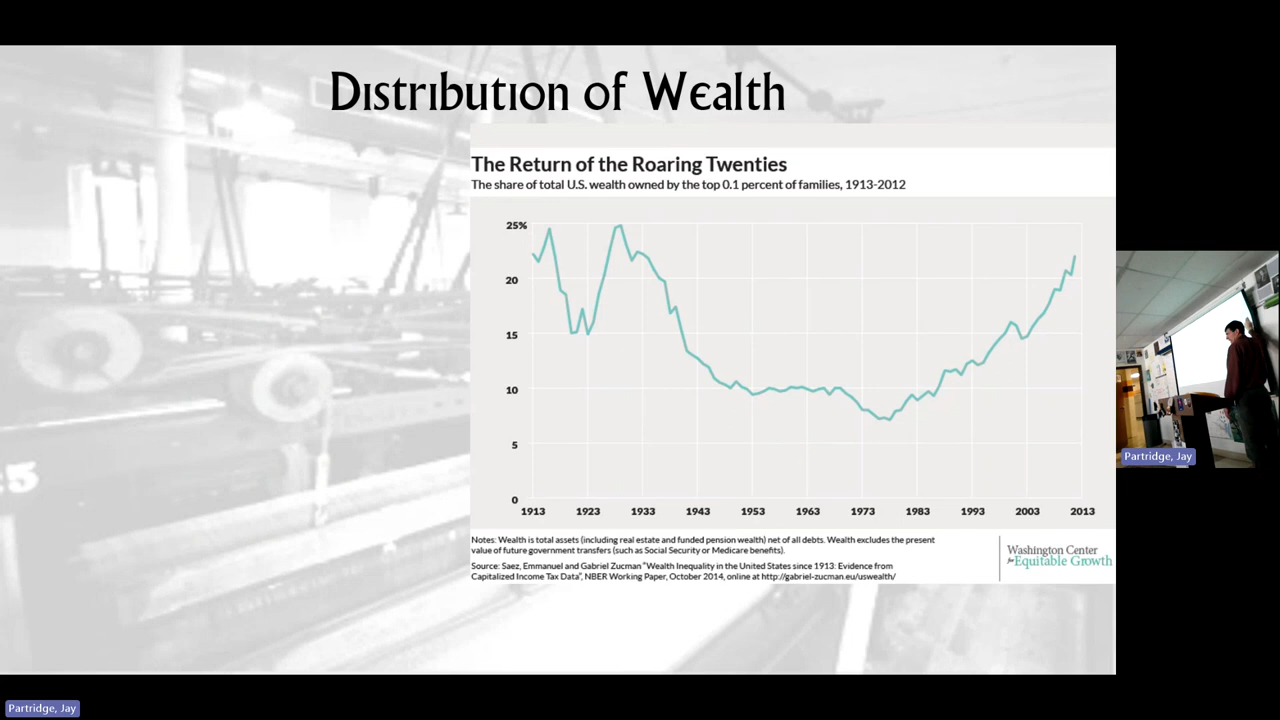 Distribution of Wealth
The Return of the Roaring Twenties
The share of total U.S. wealth owned by the top 0.1 percent of families, 1913-2012
25%
20
15
10
5
0
1913 1923 1933 1943 1953 1963 1973 1983 1993 2003 2013
Notes: Wealth is total assets (including real estate and funded pension wealth) net of all debts. Wealth excludes the present
value of future government transfers (such as Social Security or Medicare benefits).
Source: Saez, Emmanuel and Gabriel Zucman "Wealth Inequality in the United States since 1913: Evidence from
Capitalized Income Tax Data", NBER Working Paper, October 2014, online at http://gabriel-zucman.eu/uswealth/
Washington Center
for Equitable Growth
5
Partridge, Jay
Partridge, Jay